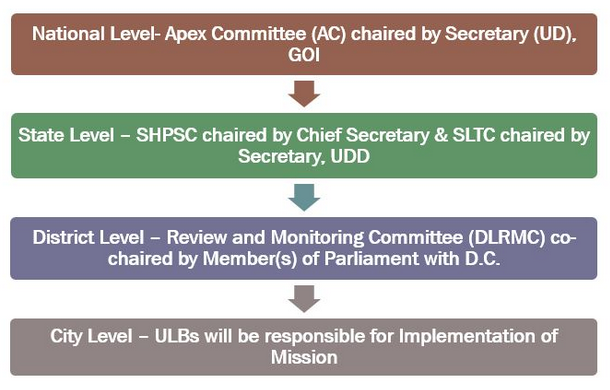 National Level- Apex Committee (AC) chaired by Secretary (UD),
GOI
State Level – SHPSC chaired by Chief Secretary & SLTC chaired by
Secretary, UDD
District Level – Review and Monitoring Committee (DLRMC) co-
chaired by Member(s) of Parliament with D.C.
City Level – ULBs will be responsible for Implementation of
Mission